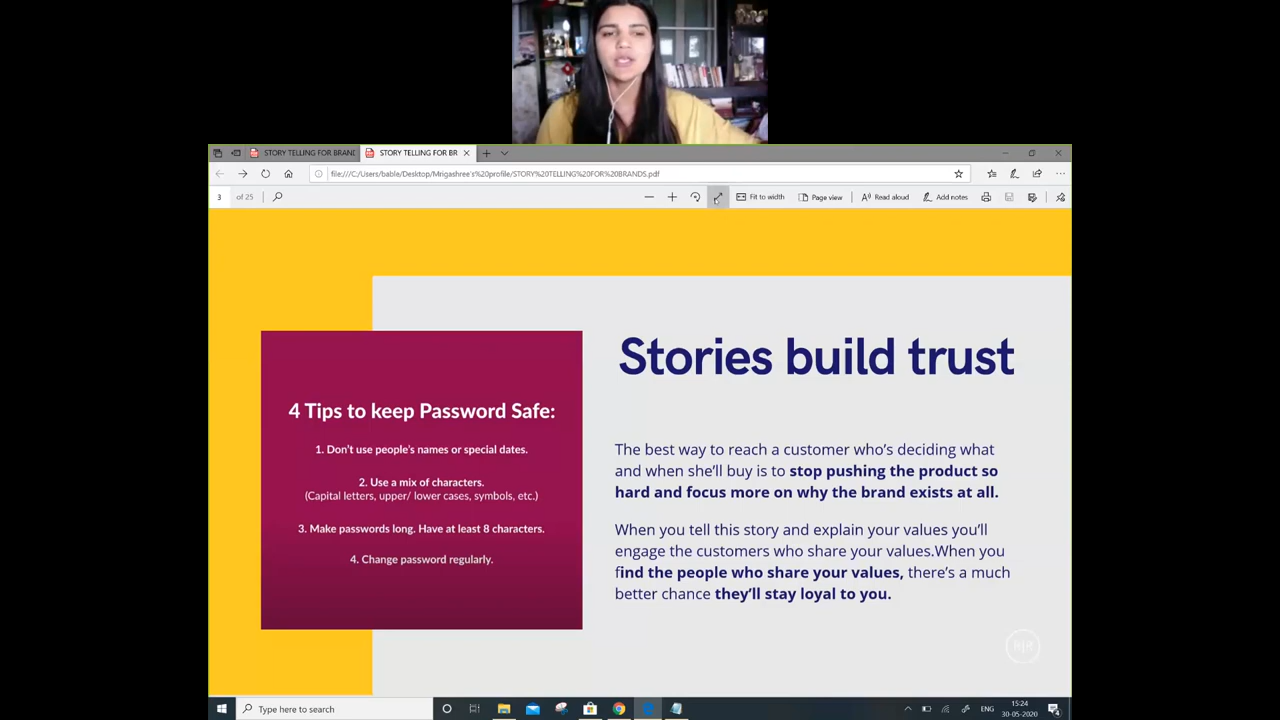 STORY TELLING FOR BRAND
STORY TELLING FOR BR
file:///C:/Users/bable/Desktop/Mrigashree's%20profile/STORY%20TELLING%20FOR%20BRANDS.pdf
3 of 25
Fit to width
Page view
Read aloud
Add notes
4 Tips to keep Password Safe:
1. Don't use people's names or special dates.
2. Use a mix of characters.
(Capital letters, upper/ lower cases, symbols, etc.)
3. Make passwords long. Have at least 8 characters.
4. Change password regularly.
Stories build trust
The best way to reach a customer who's deciding what
and when she'll buy is to stop pushing the product so
hard and focus more on why the brand exists at all.
When you tell this story and explain your values you'll
engage the customers who share your values.When you
find the people who share your values, there's a much
better chance they'll stay loyal to you.
Type here to search
ENG
15:24
30-05-2020